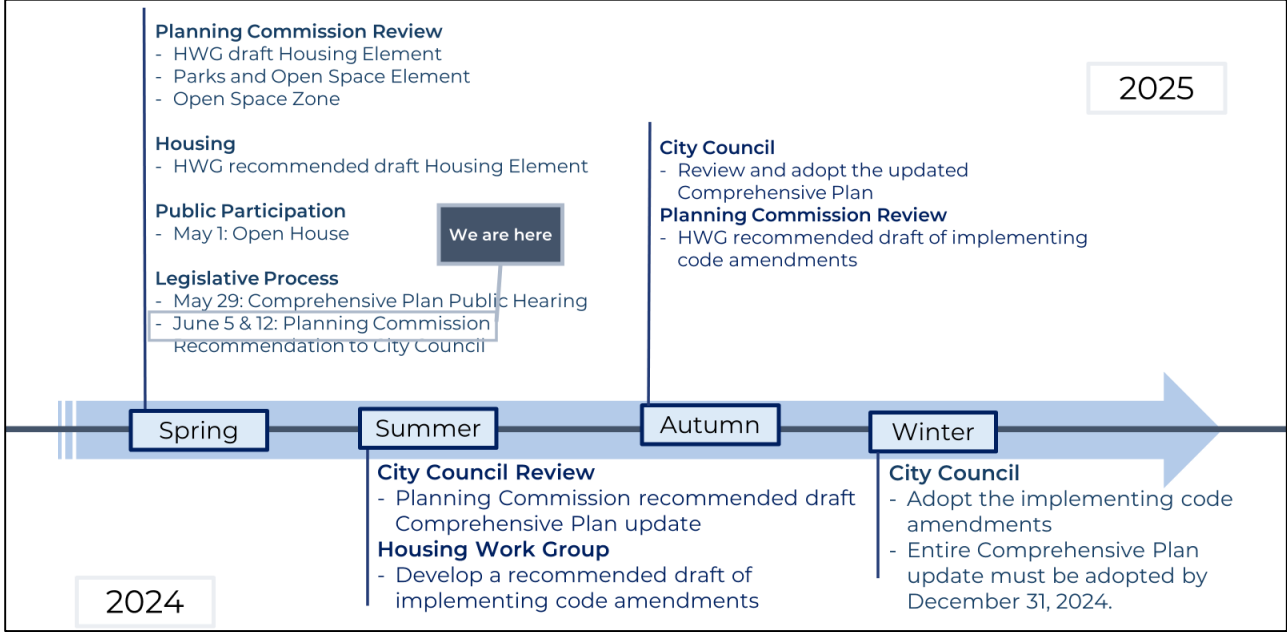 Planning Commission Review
- HWG draft Housing Element
- Parks and Open Space Element
- Open Space Zone
Housing
- HWG recommended draft Housing Element
Public Participation
- May 1: Open House
We are here
Legislative Process
- May 29: Comprehensive Plan Public Hearing
- June 5 & 12: Planning Commission
Recommendation to City Council
2025
City Council
- Review and adopt the updated
Comprehensive Plan
Planning Commission Review
- HWG recommended draft of implementing
code amendments
Spring
Summer
Autumn
Winter
City Council Review
- Planning Commission recommended draft
Comprehensive Plan update
Housing Work Group
- Develop a recommended draft of
implementing code amendments
City Council
- Adopt the implementing code
amendments
- Entire Comprehensive Plan
update must be adopted by
December 31, 2024.
2024